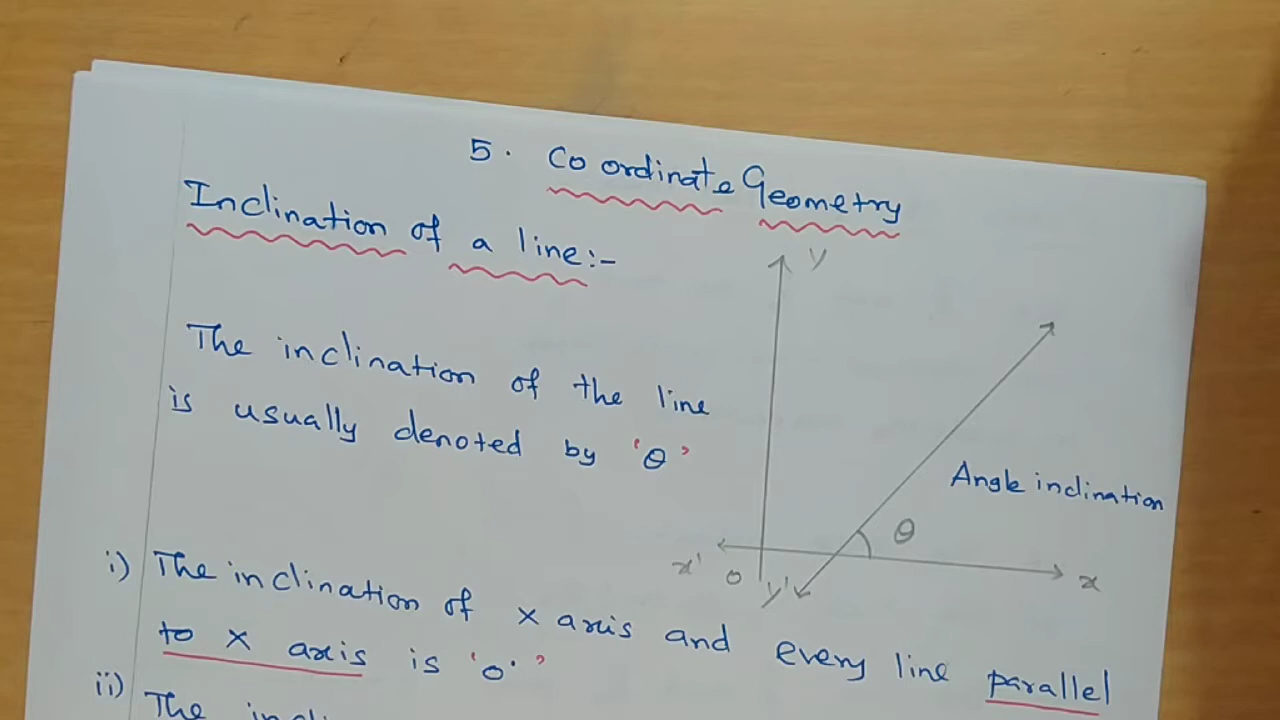 5. Co ordinate Geometry
Inclination of a line:-
The inclination of the line
is usually denoted by 'θ'
y
Angle inclination
θ
x' 0 y' x
i) The inclination of x axis and every line parallel
to x axis is '0°'
ii) The